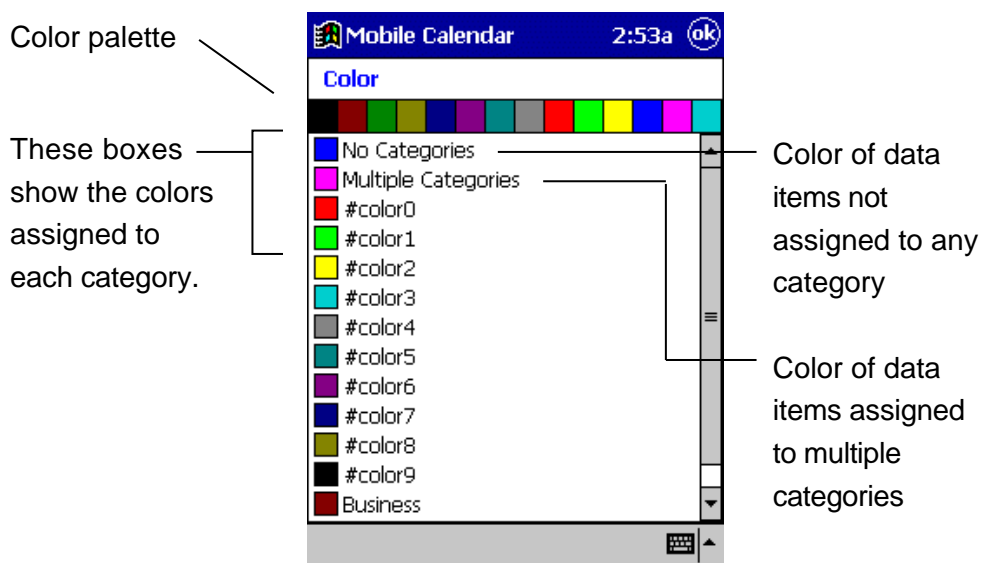 Color palette
These boxes
show the colors
assigned to
each category.
Mobile Calendar 2:53a ok
Color
No Categories
Multiple Categories
#color0
#color1
#color2
#color3
#color4
#color5
#color6
#color7
#color8
#color9
Business
Color of data
items not
assigned to any
category
Color of data
items assigned
to multiple
categories